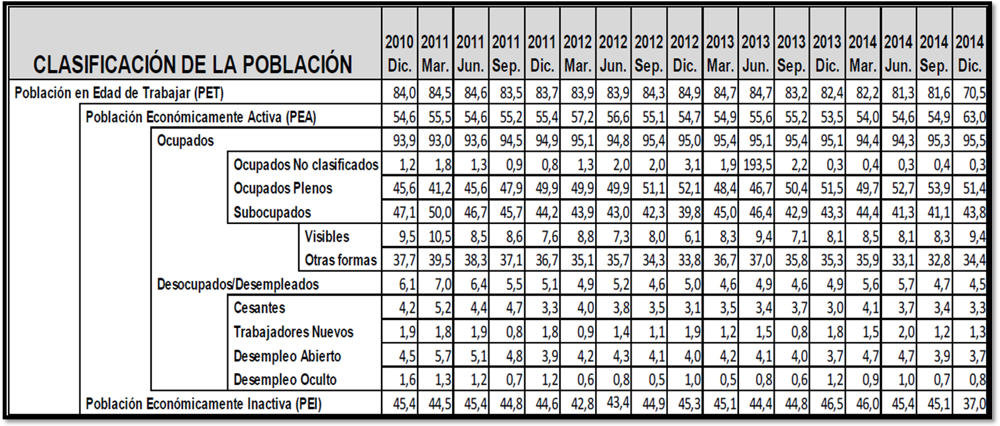 2010 2011 2011 2011 2011 2012 2012 2012 2012 2013 2013 2013 2013 2014 2014 2014 2014
CLASIFICACIÓN DE LA POBLACIÓN Dic. Mar. Jun. Sep. Dic. Mar. Jun. Sep. Dic. Mar. Jun. Sep. Dic. Mar. Jun. Sep. Dic.
Población en Edad de Trabajar (PET) 84,0 84,5 84,6 83,5 83,7 83,9 83,9 84,3 84,9 84,7 84,7 83,2 82,4 82,2 81,3 81,6 70,5
Población Económicamente Activa (PEA) 54,6 55,5 54,6 55,2 55,4 57,2 56,6 55,1 54,7 54,9 55,6 55,2 53,5 54,0 54,6 54,9 63,0
Ocupados 93,9 93,0 93,6 94,5 94,9 95,1 94,8 95,4 95,0 95,4 95,1 95,4 95,1 94,4 94,3 95,3 95,5
Ocupados No clasificados 1,2 1,8 1,3 0,9 0,8 1,3 2,0 2,0 3,1 1,9 193,5 2,2 0,3 0,4 0,3 0,4 0,3
Ocupados Plenos 45,6 41,2 45,6 47,9 49,9 49,9 49,9 51,1 52,1 48,4 46,7 50,4 51,5 49,7 52,7 53,9 51,4
Subocupados 47,1 50,0 46,7 45,7 44,2 43,9 43,0 42,3 39,8 45,0 46,4 42,9 43,3 44,4 41,3 41,1 43,8
Visibles 9,5 10,5 8,5 8,6 7,6 8,8 7,3 8,0 6,1 8,3 9,4 7,1 8,1 8,5 8,1 8,3 9,4
Otras formas 37,7 39,5 38,3 37,1 36,7 35,1 35,7 34,3 33,8 36,7 37,0 35,8 35,3 35,9 33,1 32,8 34,4
Desocupados/Desempleados 6,1 7,0 6,4 5,5 5,1 4,9 5,2 4,6 5,0 4,6 4,9 4,6 4,9 5,6 5,7 4,7 4,5
Cesantes 4,2 5,2 4,4 4,7 3,3 4,0 3,8 3,5 3,1 3,5 3,4 3,7 3,0 4,1 3,7 3,4 3,3
Trabajadores Nuevos 1,9 1,8 1,9 0,8 1,8 0,9 1,4 1,1 1,9 1,2 1,5 0,8 1,8 1,5 2,0 1,2 1,3
Desempleo Abierto 4,5 5,7 5,1 4,8 3,9 4,2 4,3 4,1 4,0 4,2 4,1 4,0 3,7 4,7 4,7 3,9 3,7
Desempleo Oculto 1,6 1,3 1,2 0,7 1,2 0,6 0,8 0,5 1,0 0,5 0,8 0,6 1,2 0,9 1,0 0,7 0,8
Población Económicamente Inactiva (PEI) 45,4 44,5 45,4 44,8 44,6 42,8 43,4 44,9 45,3 45,1 44,4 44,8 46,5 46,0 45,4 45,1 37,0